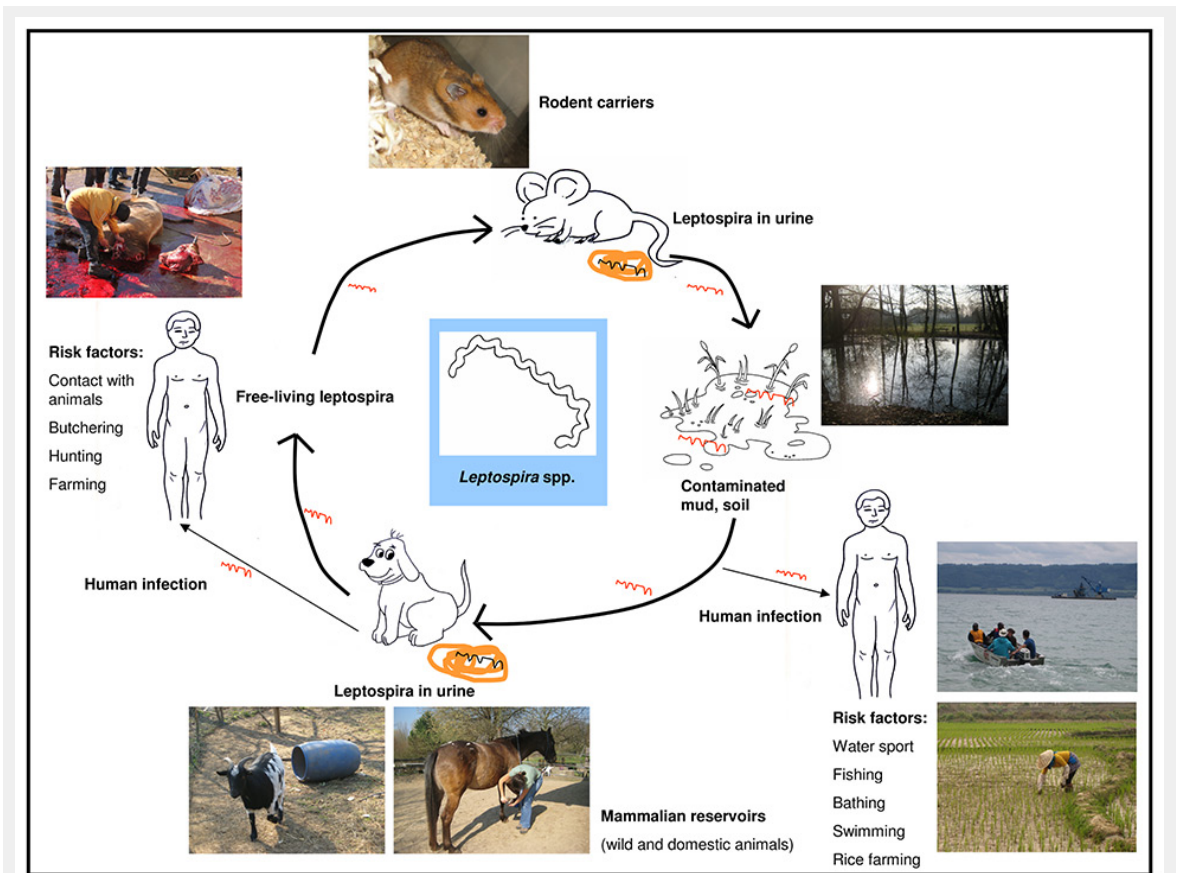 Rodent carriers
Leptospira in urine
Risk factors:
Contact with
animals
Butchering
Hunting
Farming
Free-living leptospira
Leptospira spp.
Contaminated
mud, soil
Human infection
Human infection
Leptospira in urine
Mammalian reservoirs
(wild and domestic animals)
Risk factors:
Water sport
Fishing
Bathing
Swimming
Rice farming